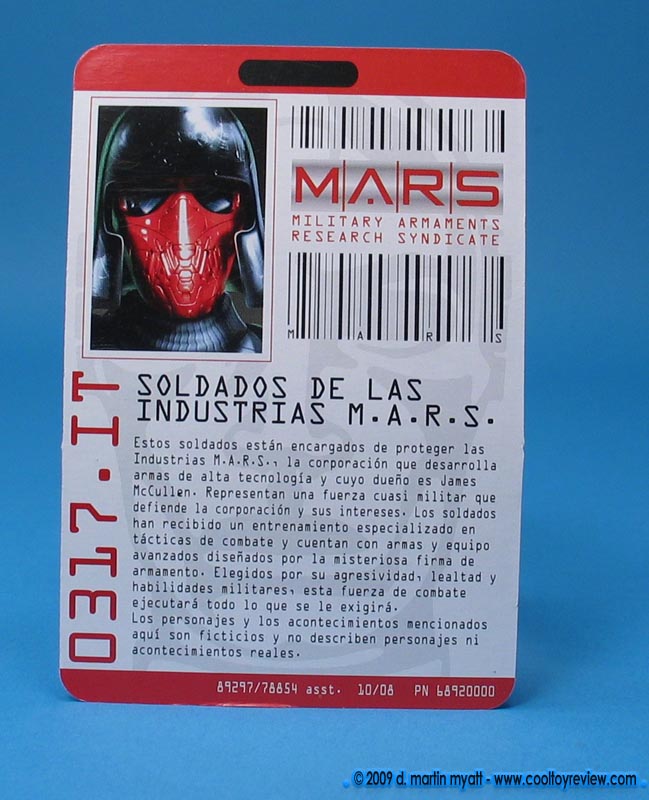 M|A|R|S
MILITARY ARMAMENTS
RESEARCH SYNDICATE
M A R S
0317.IT
SOLDADOS DE LAS
INDUSTRIAS M.A.R.S.
Estos soldados están encargados de proteger las
Industrias M.A.R.S., la corporación que desarrolla
armas de alta tecnología y cuyo dueño es James
McCullen. Representan una fuerza cuasi militar que
defiende la corporación y sus intereses. Los soldados
han recibido un entrenamiento especializado en
tácticas de combate y cuentan con armas y equipo
avanzados diseñados por la misteriosa firma de
armamento. Elegidos por su agresividad, lealtad y
habilidades militares, esta fuerza de combate
ejecutará todo lo que se le exigirá.
Los personajes y los acontecimientos mencionados
aquí son ficticios y no describen personajes ni
acontecimientos reales.
89297/78854 asst. 10/08 PN 68920000
© 2009 d. martin myatt - www.cooltoyreview.com